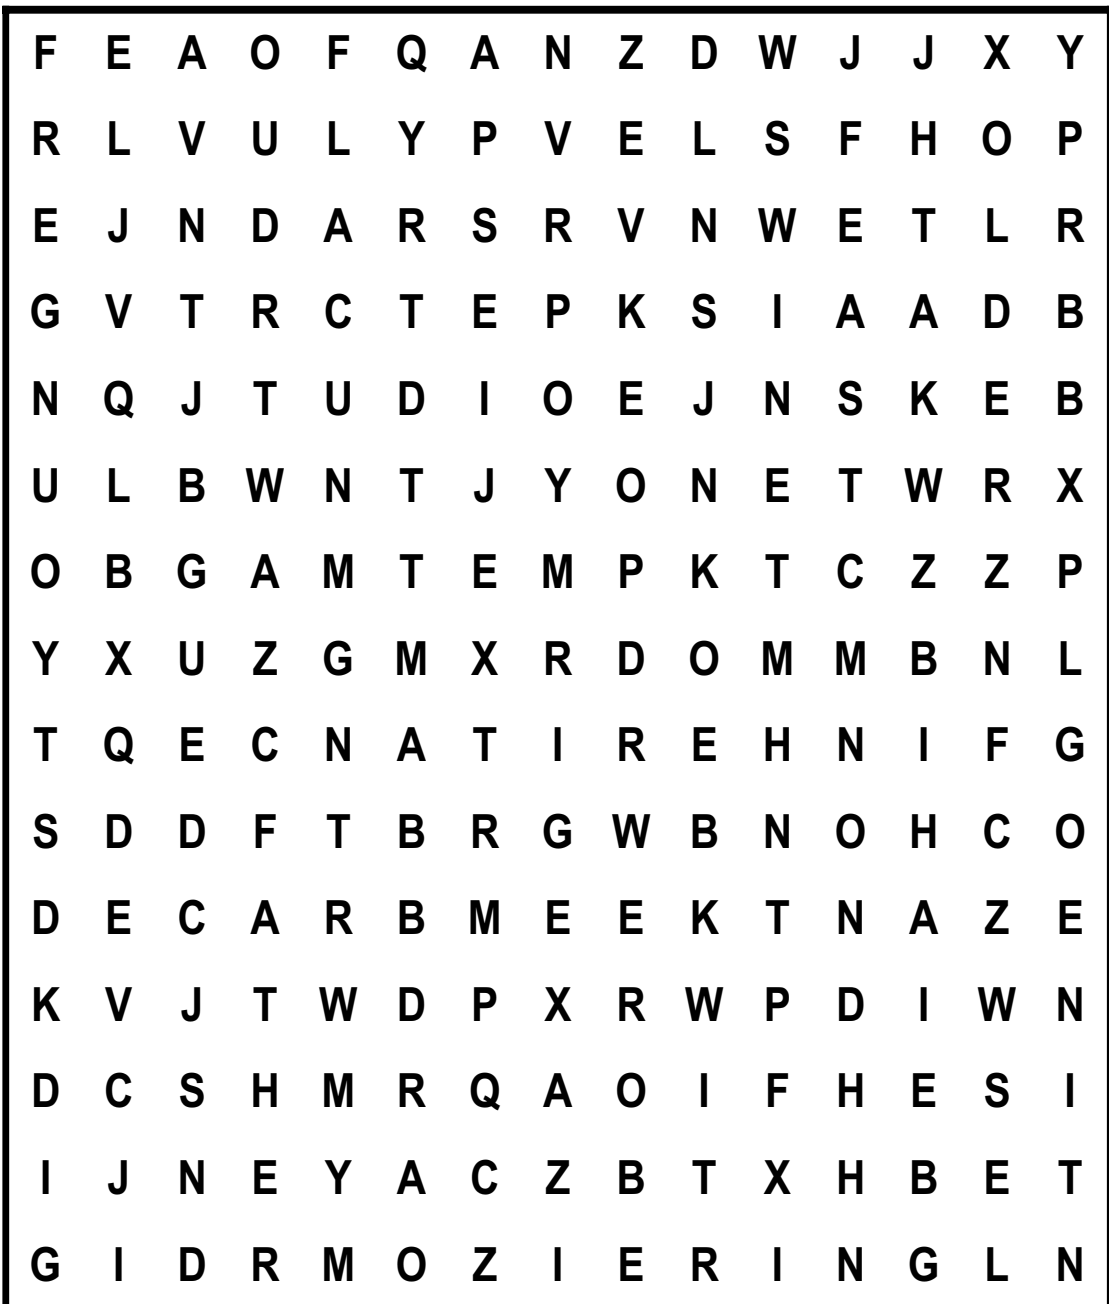 F E A O F Q A N Z D W J J X Y
R L V U L Y P V E L S F H O P
E J N D A R S R V N W E T L R
G V T R C T E P K S I A A D B
N Q J T U D I O E J N S K E B
U L B W N T J Y O N E T W R X
O B G A M T E M P K T C Z Z P
Y X U Z G M X R D O M M B N L
T Q E C N A T I R E H N I F G
S D D F T B R G W B N O H C O
D E C A R B M E E K T N A Z E
K V J T W D P X R W P D I W N
D C S H M R Q A O I F H E S I
I J N E Y A C Z B T X H B E T
G I D R M O Z I E R I N G L N